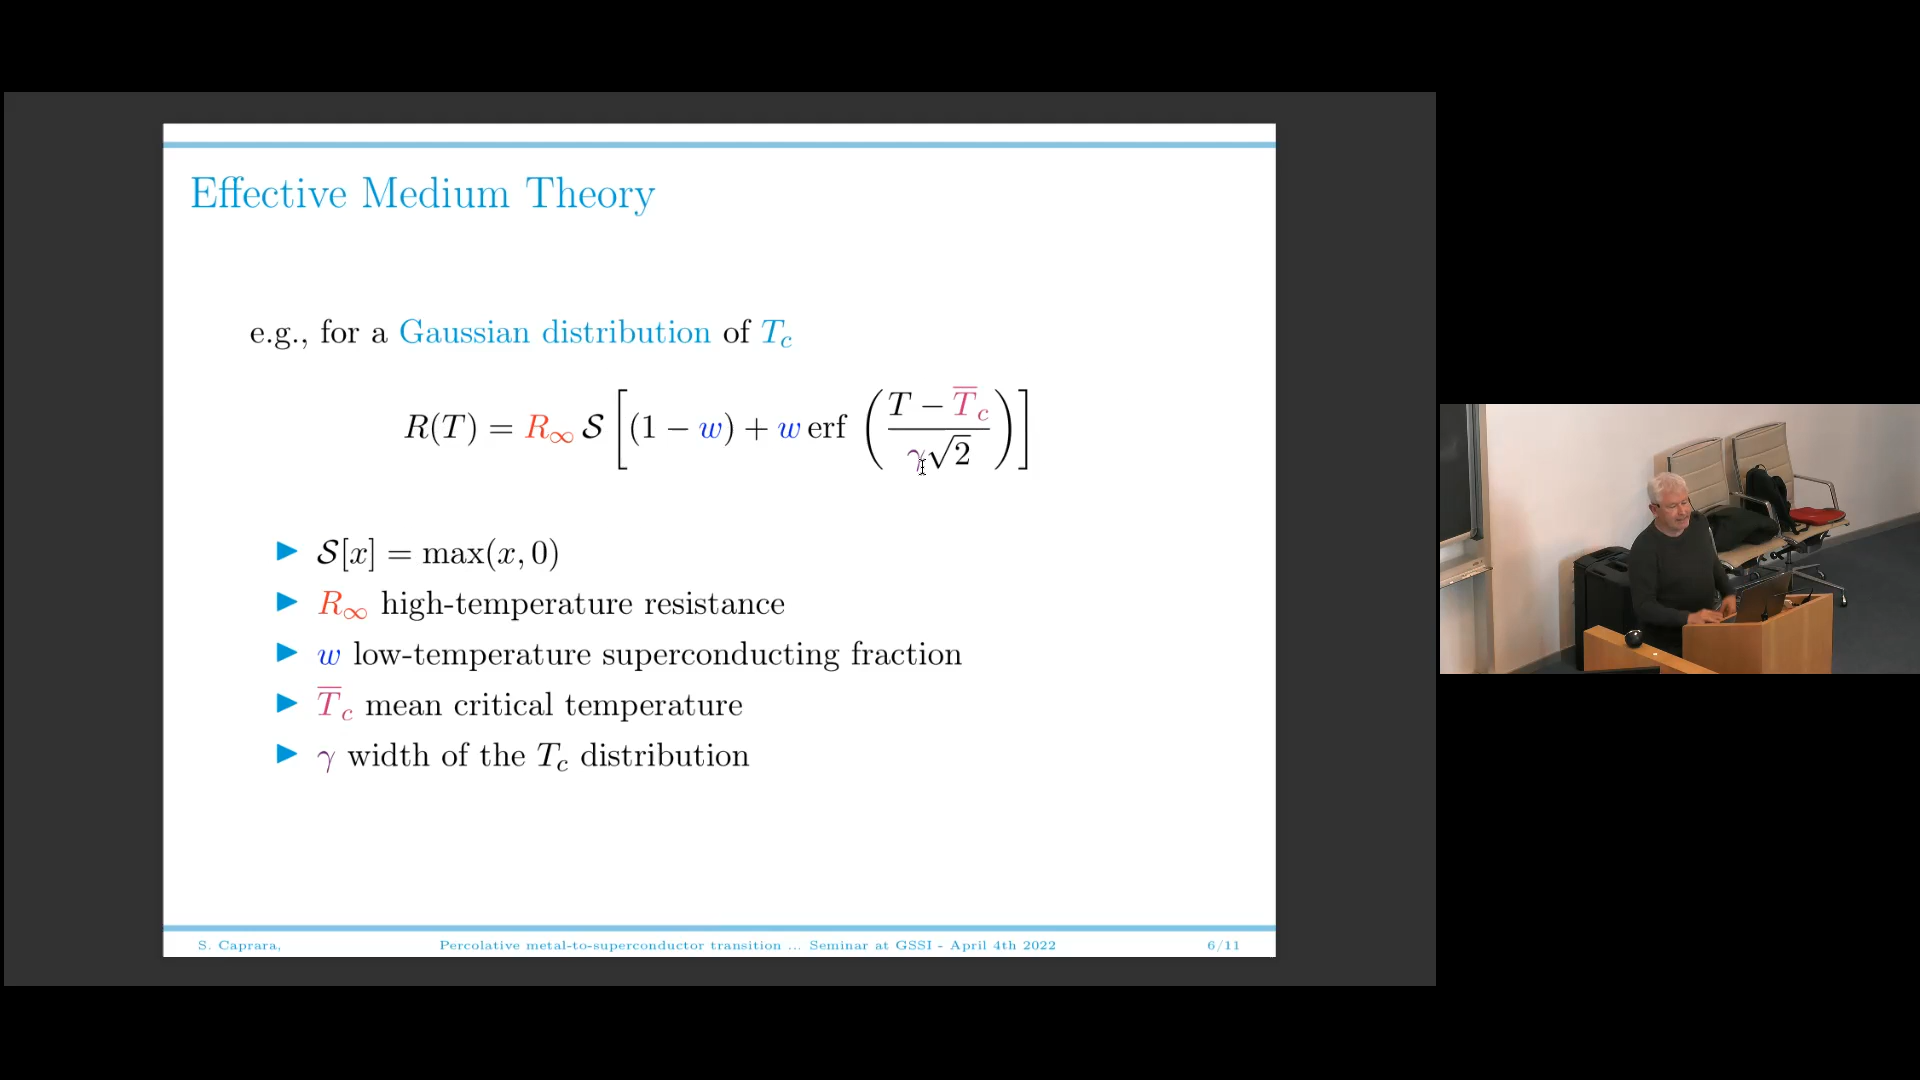 Effective Medium Theory
e.g., for a Gaussian distribution of T_c
R(T) = R_∞ 𝒮 [(1 − w) + w erf ((T − T̅_c) / (γ√2))]
▶ 𝒮[x] = max(x, 0)
▶ R_∞ high-temperature resistance
▶ w low-temperature superconducting fraction
▶ T̅_c mean critical temperature
▶ γ width of the T_c distribution
S. Caprara,
Percolative metal-to-superconductor transition ... Seminar at GSSI - April 4th 2022
6/11